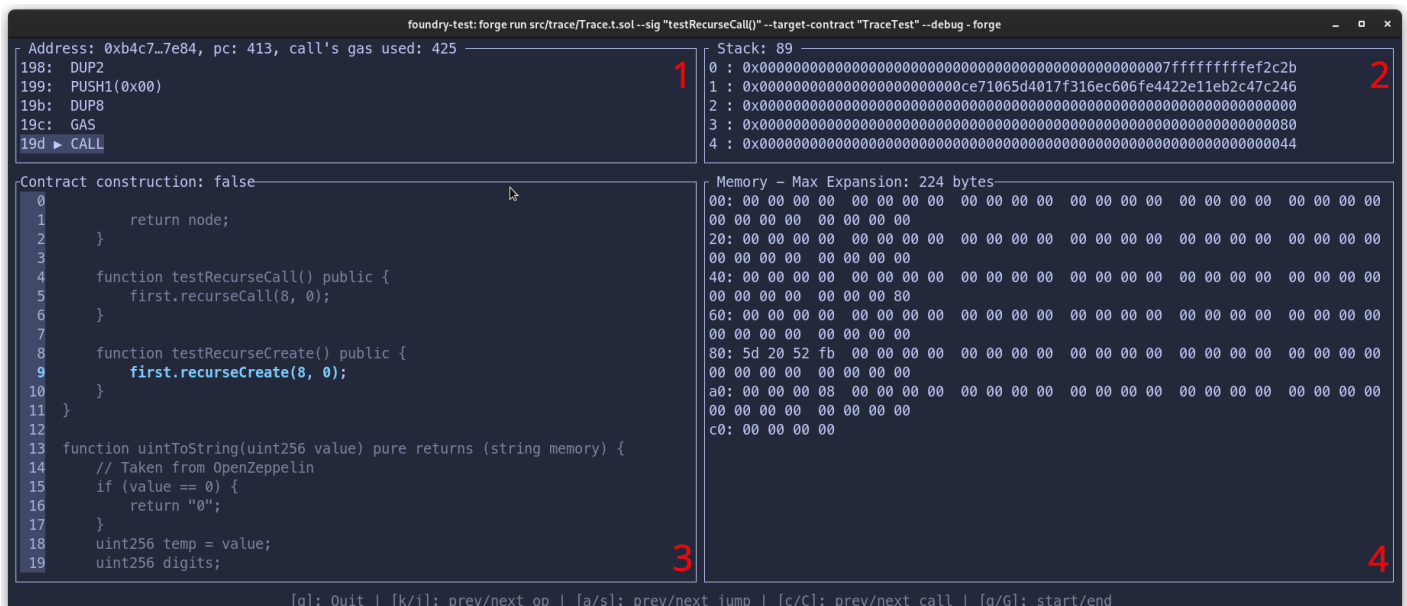 foundry-test: forge run src/trace/Trace.t.sol --sig "testRecurseCall()" --target-contract "TraceTest" --debug - forge
Address: 0xb4c7…7e84, pc: 413, call's gas used: 425
198: DUP2
199: PUSH1(0x00)
19b: DUP8
19c: GAS
19d ▶ CALL
1
Stack: 89
0 : 0x0000000000000000000000000000000000000000000000007fffffffffef2c2b
1 : 0x000000000000000000000000ce71065d4017f316ec606fe4422e11eb2c47c246
2 : 0x0000000000000000000000000000000000000000000000000000000000000000
3 : 0x0000000000000000000000000000000000000000000000000000000000000080
4 : 0x0000000000000000000000000000000000000000000000000000000000000044
2
Contract construction: false
0
1 return node;
2 }
3
4 function testRecurseCall() public {
5 first.recurseCall(8, 0);
6 }
7
8 function testRecurseCreate() public {
9 first.recurseCreate(8, 0);
10 }
11 }
12
13 function uintToString(uint256 value) pure returns (string memory) {
14 // Taken from OpenZeppelin
15 if (value == 0) {
16 return "0";
17 }
18 uint256 temp = value;
19 uint256 digits;
3
Memory – Max Expansion: 224 bytes
00: 00 00 00 00 00 00 00 00 00 00 00 00 00 00 00 00 00 00 00 00 00 00 00 00
00 00 00 00 00 00 00 00
20: 00 00 00 00 00 00 00 00 00 00 00 00 00 00 00 00 00 00 00 00 00 00 00 00
00 00 00 00 00 00 00 00
40: 00 00 00 00 00 00 00 00 00 00 00 00 00 00 00 00 00 00 00 00 00 00 00 00
00 00 00 00 00 00 00 80
60: 00 00 00 00 00 00 00 00 00 00 00 00 00 00 00 00 00 00 00 00 00 00 00 00
00 00 00 00 00 00 00 00
80: 5d 20 52 fb 00 00 00 00 00 00 00 00 00 00 00 00 00 00 00 00 00 00 00 00
00 00 00 00 00 00 00 00
a0: 00 00 00 08 00 00 00 00 00 00 00 00 00 00 00 00 00 00 00 00 00 00 00 00
00 00 00 00 00 00 00 00
c0: 00 00 00 00
4
[q]: Quit | [k/j]: prev/next op | [a/s]: prev/next jump | [c/C]: prev/next call | [g/G]: start/end